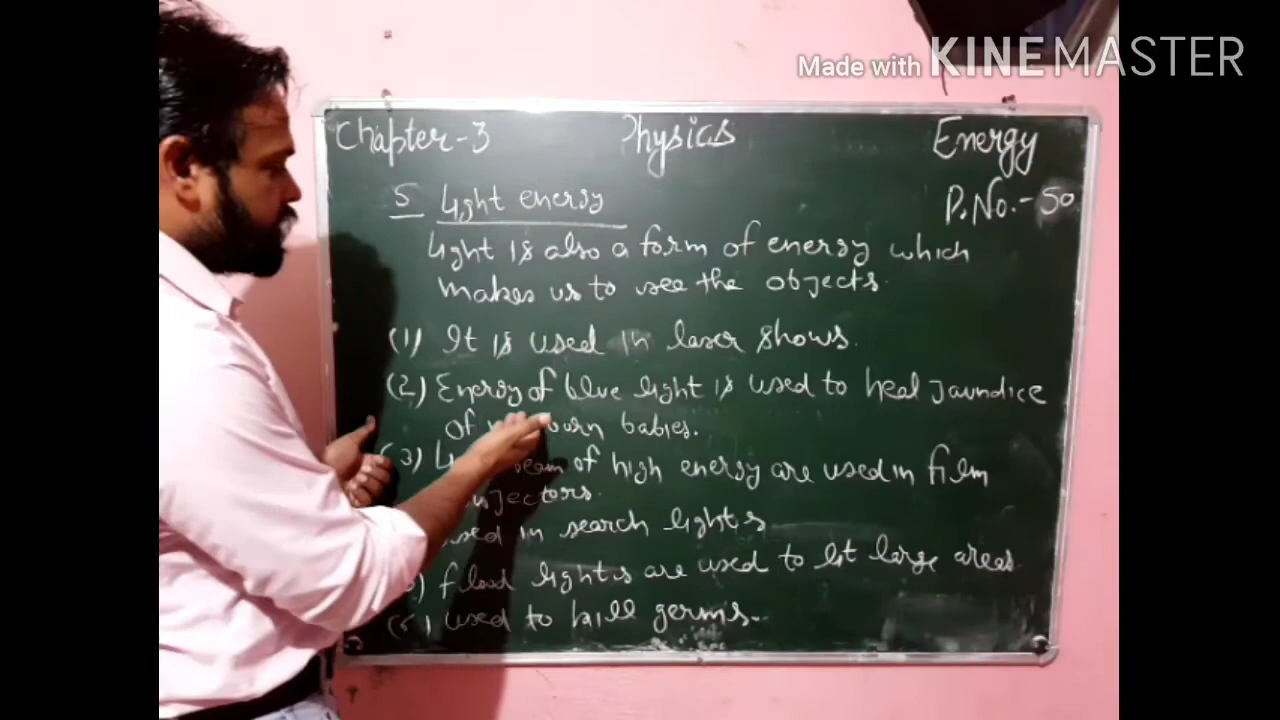 Made with KINEMASTER
Chapter-3 Physics Energy
P.No.-50
5 Light energy
Light is also a form of energy which
makes us to see the objects.
(1) It is used in laser shows.
(2) Energy of blue light is used to heal jaundice
of born babies.
(3) beam of high energy are used in film
used in search lights
flood lights are used to lit large areas.
used to kill germs.